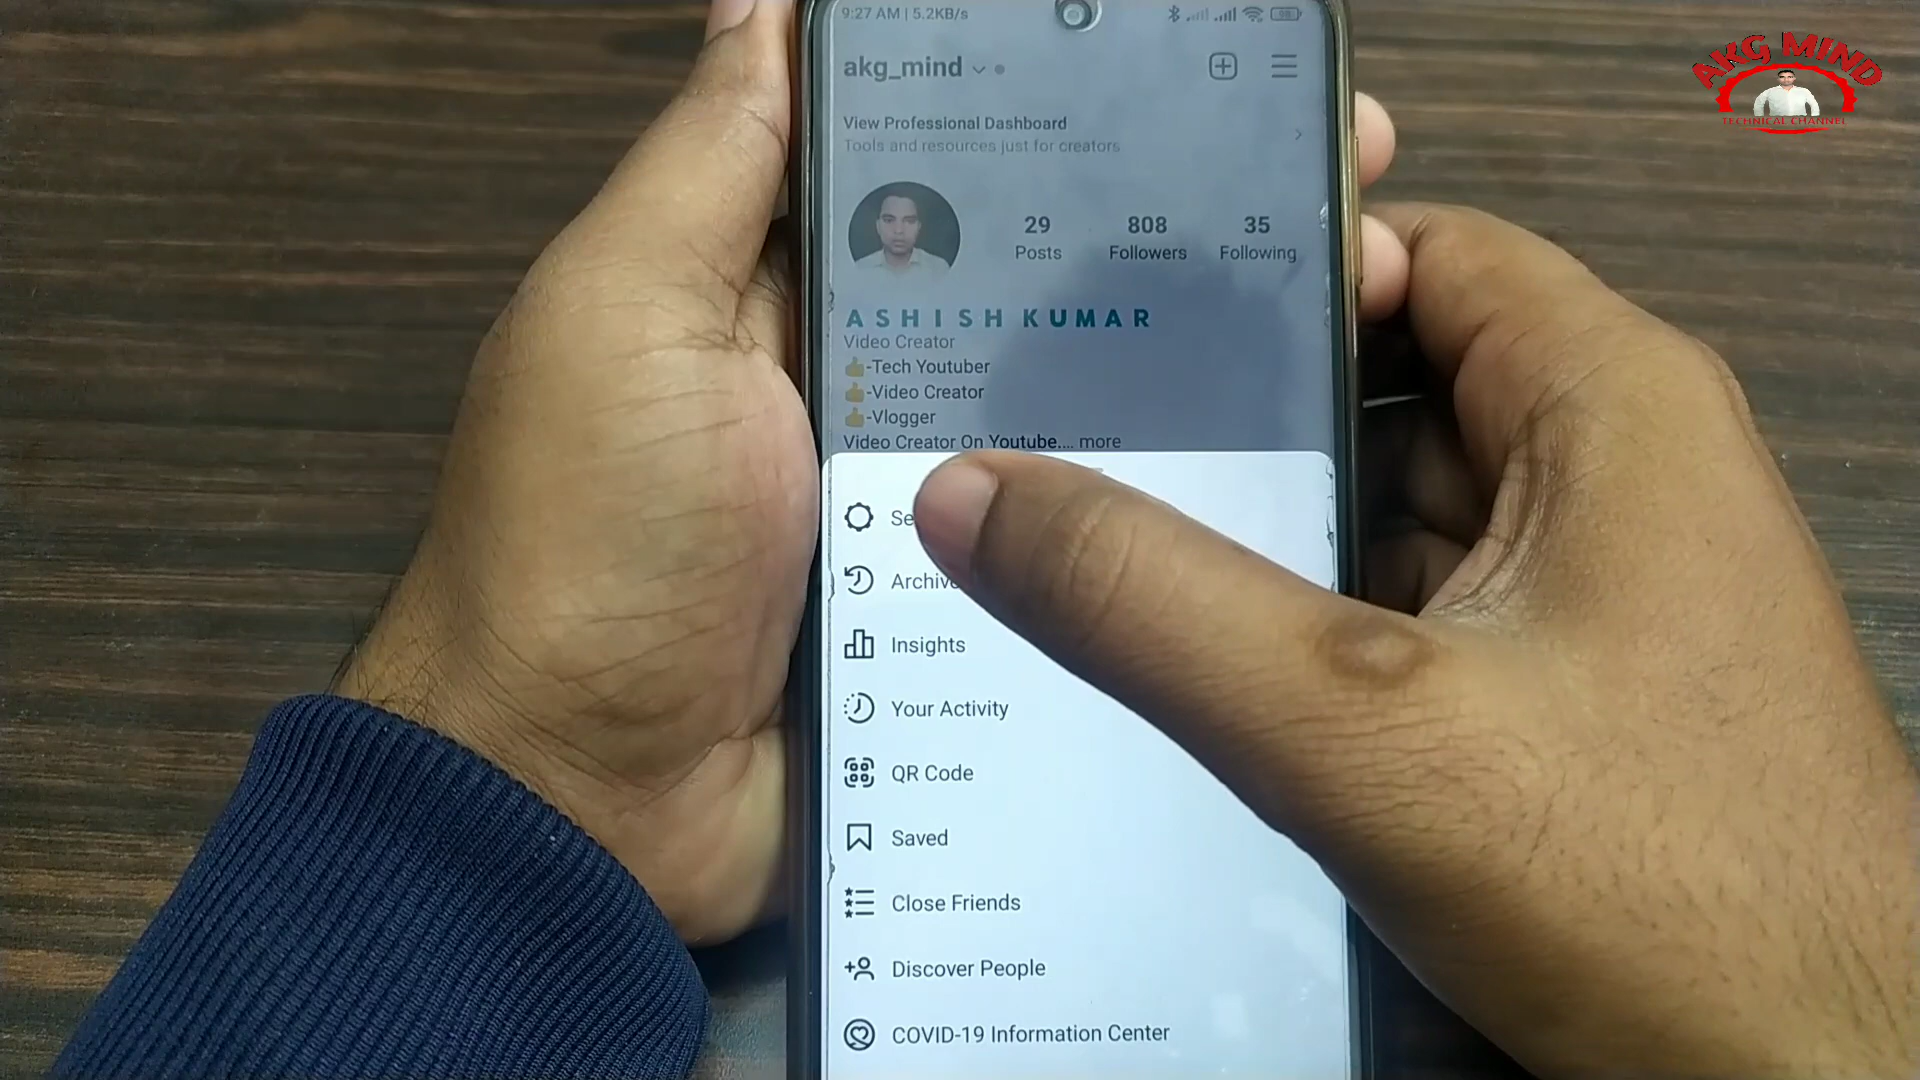 9:27 AM | 5.2KB/s
akg_mind
View Professional Dashboard
Tools and resources just for creators
29 808 35
Posts Followers Following
ASHISH KUMAR
Video Creator
👍-Tech Youtuber
👍-Video Creator
👍-Vlogger
Video Creator On Youtube.... more
Se
Archive
Insights
Your Activity
QR Code
Saved
Close Friends
Discover People
COVID-19 Information Center
AKG MIND
TECHNICAL CHANNEL